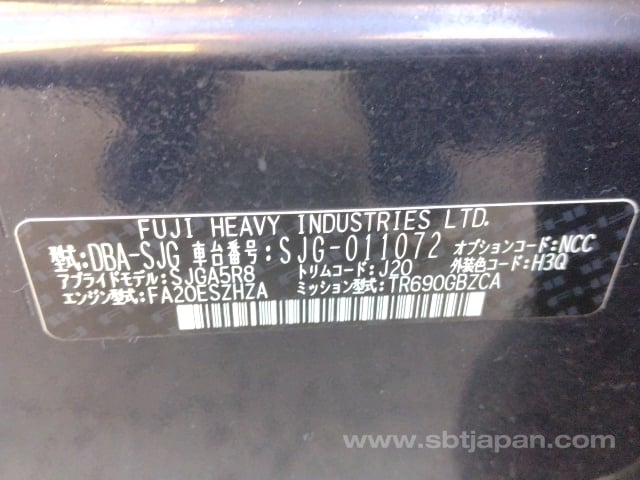 FUJI HEAVY INDUSTRIES LTD.
型式:DBA-SJG 車台番号:SJG-011072 オプションコード:NCC
アプライドモデル:SJGA5R8 トリムコード:J20 外装色コード:H3Q
エンジン型式:FA20ESZHZA ミッション型式:TR690GBZCA
www.sbtjapan.com